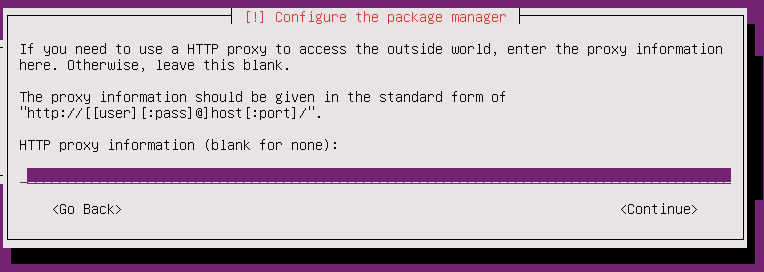 [!] Configure the package manager
If you need to use a HTTP proxy to access the outside world, enter the proxy information
here. Otherwise, leave this blank.
The proxy information should be given in the standard form of
"http://[[user][:pass]@]host[:port]/".
HTTP proxy information (blank for none):
<Go Back> <Continue>